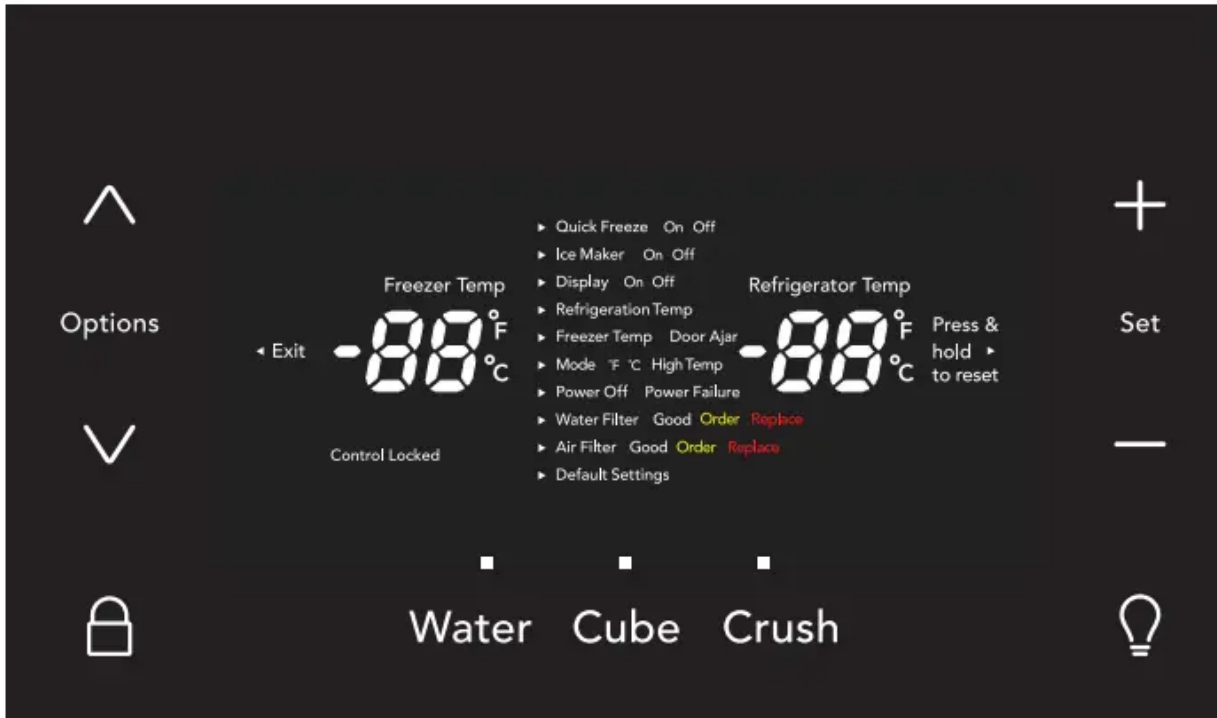 Quick Freeze On Off
Ice Maker On Off
Display On Off
Refrigeration Temp
Freezer Temp Door Ajar
Mode °F °C High Temp
Power Off Power Failure
Water Filter Good Order Replace
Air Filter Good Order Replace
Default Settings
Options
Exit
Freezer Temp
-88 °F °C
Control Locked
Refrigerator Temp
-88 °F °C
Press &
hold
to reset
Set
Water Cube Crush